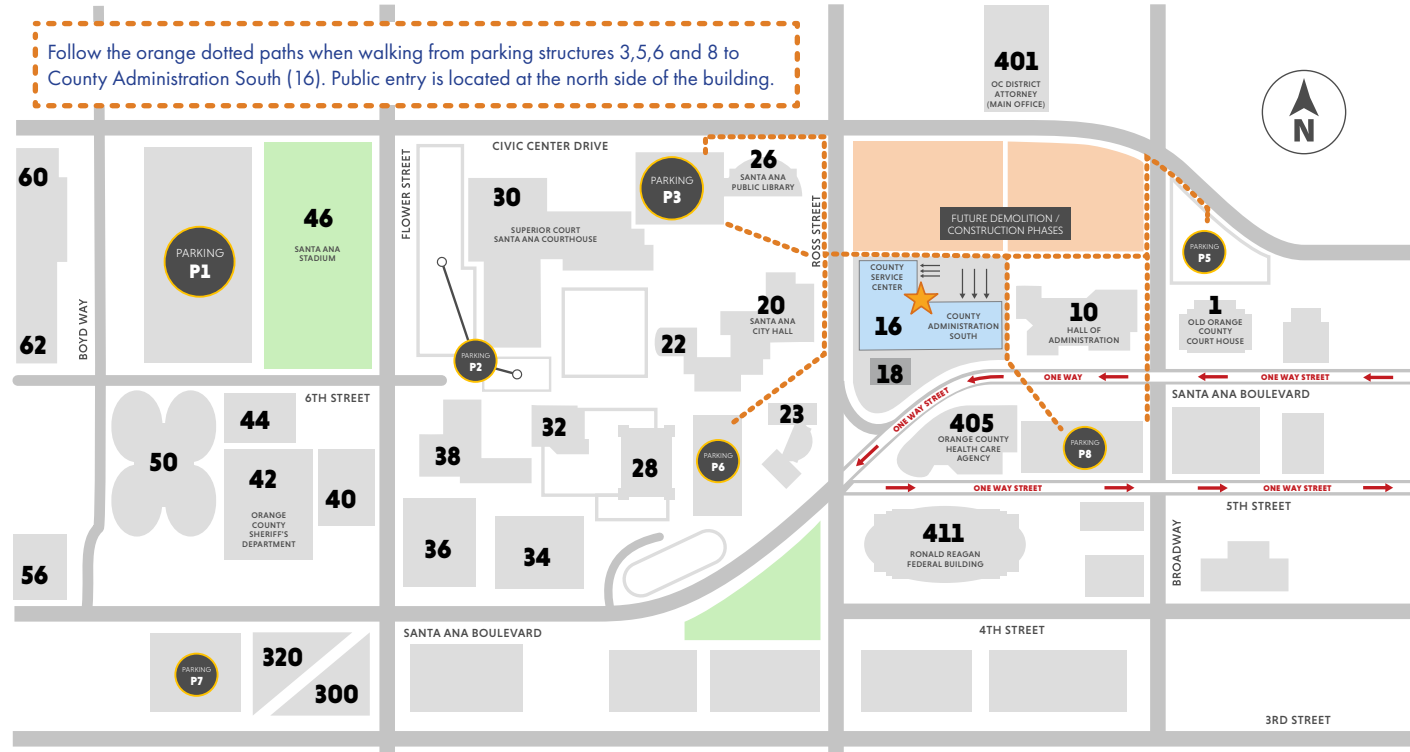 Follow the orange dotted paths when walking from parking structures 3,5,6 and 8 to
County Administration South (16). Public entry is located at the north side of the building.
401
OC DISTRICT
ATTORNEY
(MAIN OFFICE)
N
CIVIC CENTER DRIVE
60
62
BOYD WAY
PARKING
P1
46
SANTA ANA
STADIUM
FLOWER STREET
30
SUPERIOR COURT
SANTA ANA COURTHOUSE
PARKING
P3
26
SANTA ANA
PUBLIC LIBRARY
ROSS STREET
FUTURE DEMOLITION /
CONSTRUCTION PHASES
PARKING
P5
COUNTY
SERVICE
CENTER
16
COUNTY
ADMINISTRATION
SOUTH
10
HALL OF
ADMINISTRATION
1
OLD ORANGE
COUNTY
COURT HOUSE
20
SANTA ANA
CITY HALL
22
PARKING
P2
18
ONE WAY
ONE WAY STREET
SANTA ANA BOULEVARD
ONE WAY STREET
6TH STREET
44
50
42
ORANGE
COUNTY
SHERIFF'S
DEPARTMENT
40
38
32
28
PARKING
P6
23
405
ORANGE COUNTY
HEALTH CARE
AGENCY
PARKING
P8
ONE WAY STREET
ONE WAY STREET
5TH STREET
36
34
411
RONALD REAGAN
FEDERAL BUILDING
BROADWAY
56
SANTA ANA BOULEVARD
4TH STREET
PARKING
P7
320
300
3RD STREET